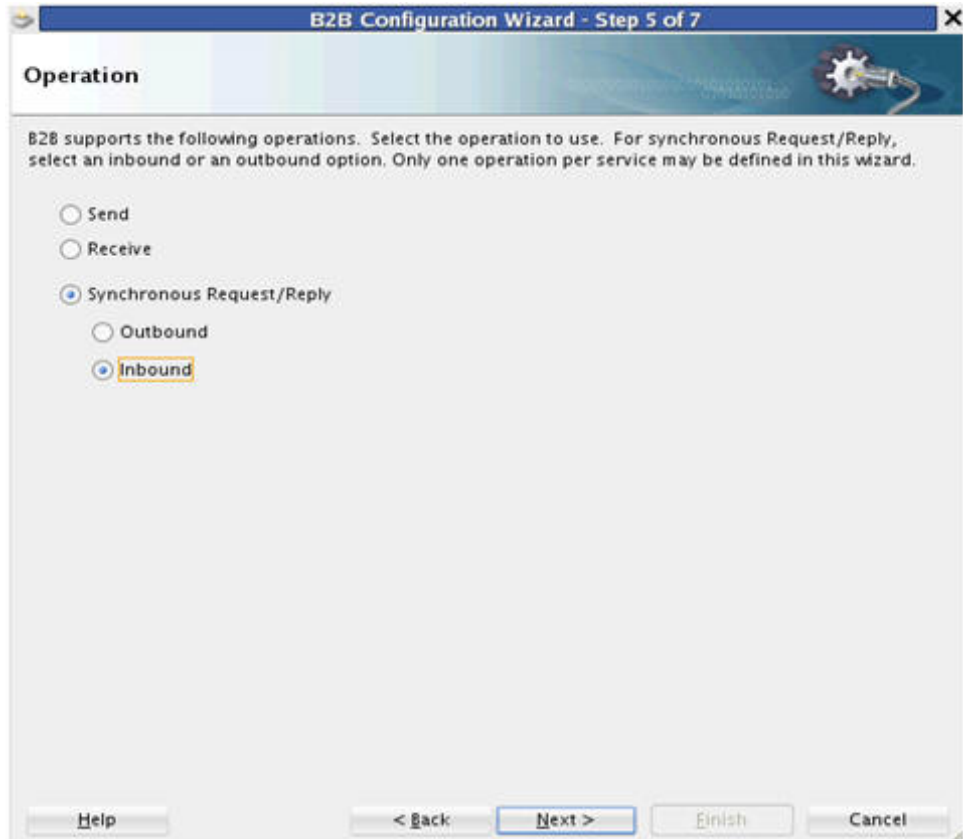 B2B Configuration Wizard - Step 5 of 7
Operation
B2B supports the following operations. Select the operation to use. For synchronous Request/Reply,
select an inbound or an outbound option. Only one operation per service may be defined in this wizard.
Send
Receive
Synchronous Request/Reply
Outbound
Inbound
Help
< Back
Next >
Finish
Cancel